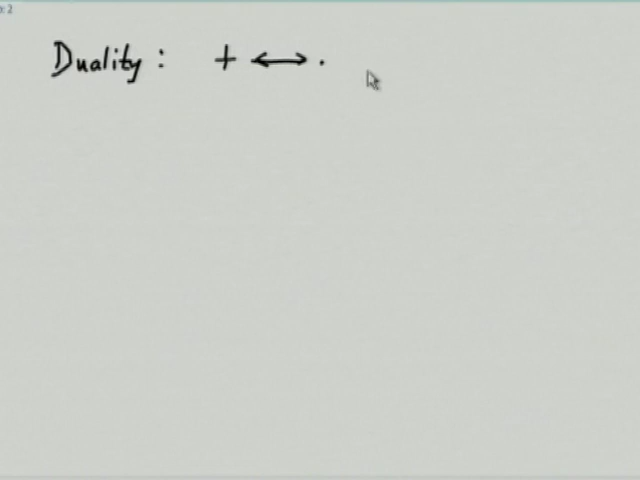 Duality : + ↔ .